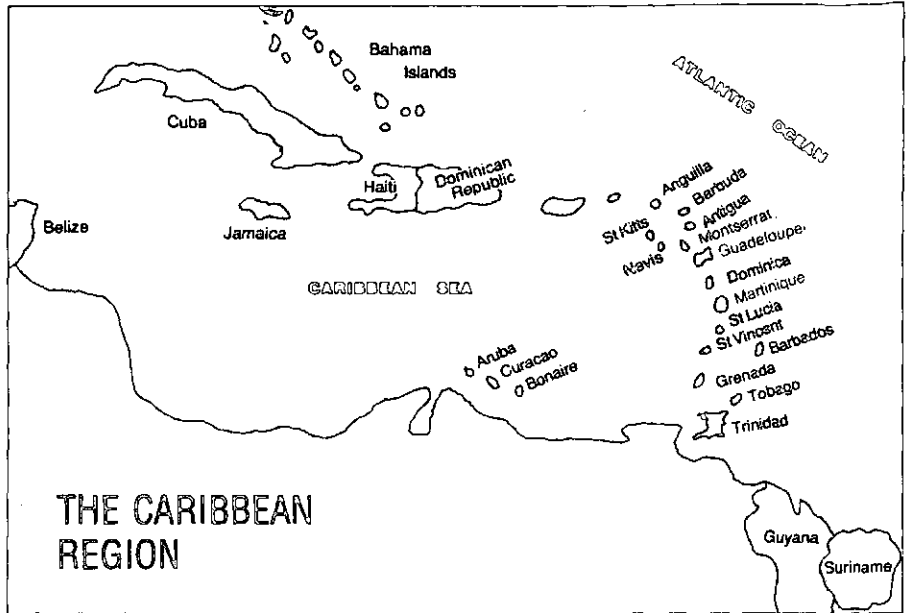 Bahama
Islands
ATLANTIC OCEAN
Cuba
Haiti
Dominican
Republic
Anguilla
Barbuda
Antigua
St Kitts
Montserrat
Guadeloupe
Nevis
Belize
Jamaica
Dominica
CARIBBEAN SEA
Martinique
St Lucia
St Vincent
Barbados
Aruba
Curacao
Bonaire
Grenada
Tobago
Trinidad
THE CARIBBEAN
REGION
Guyana
Suriname